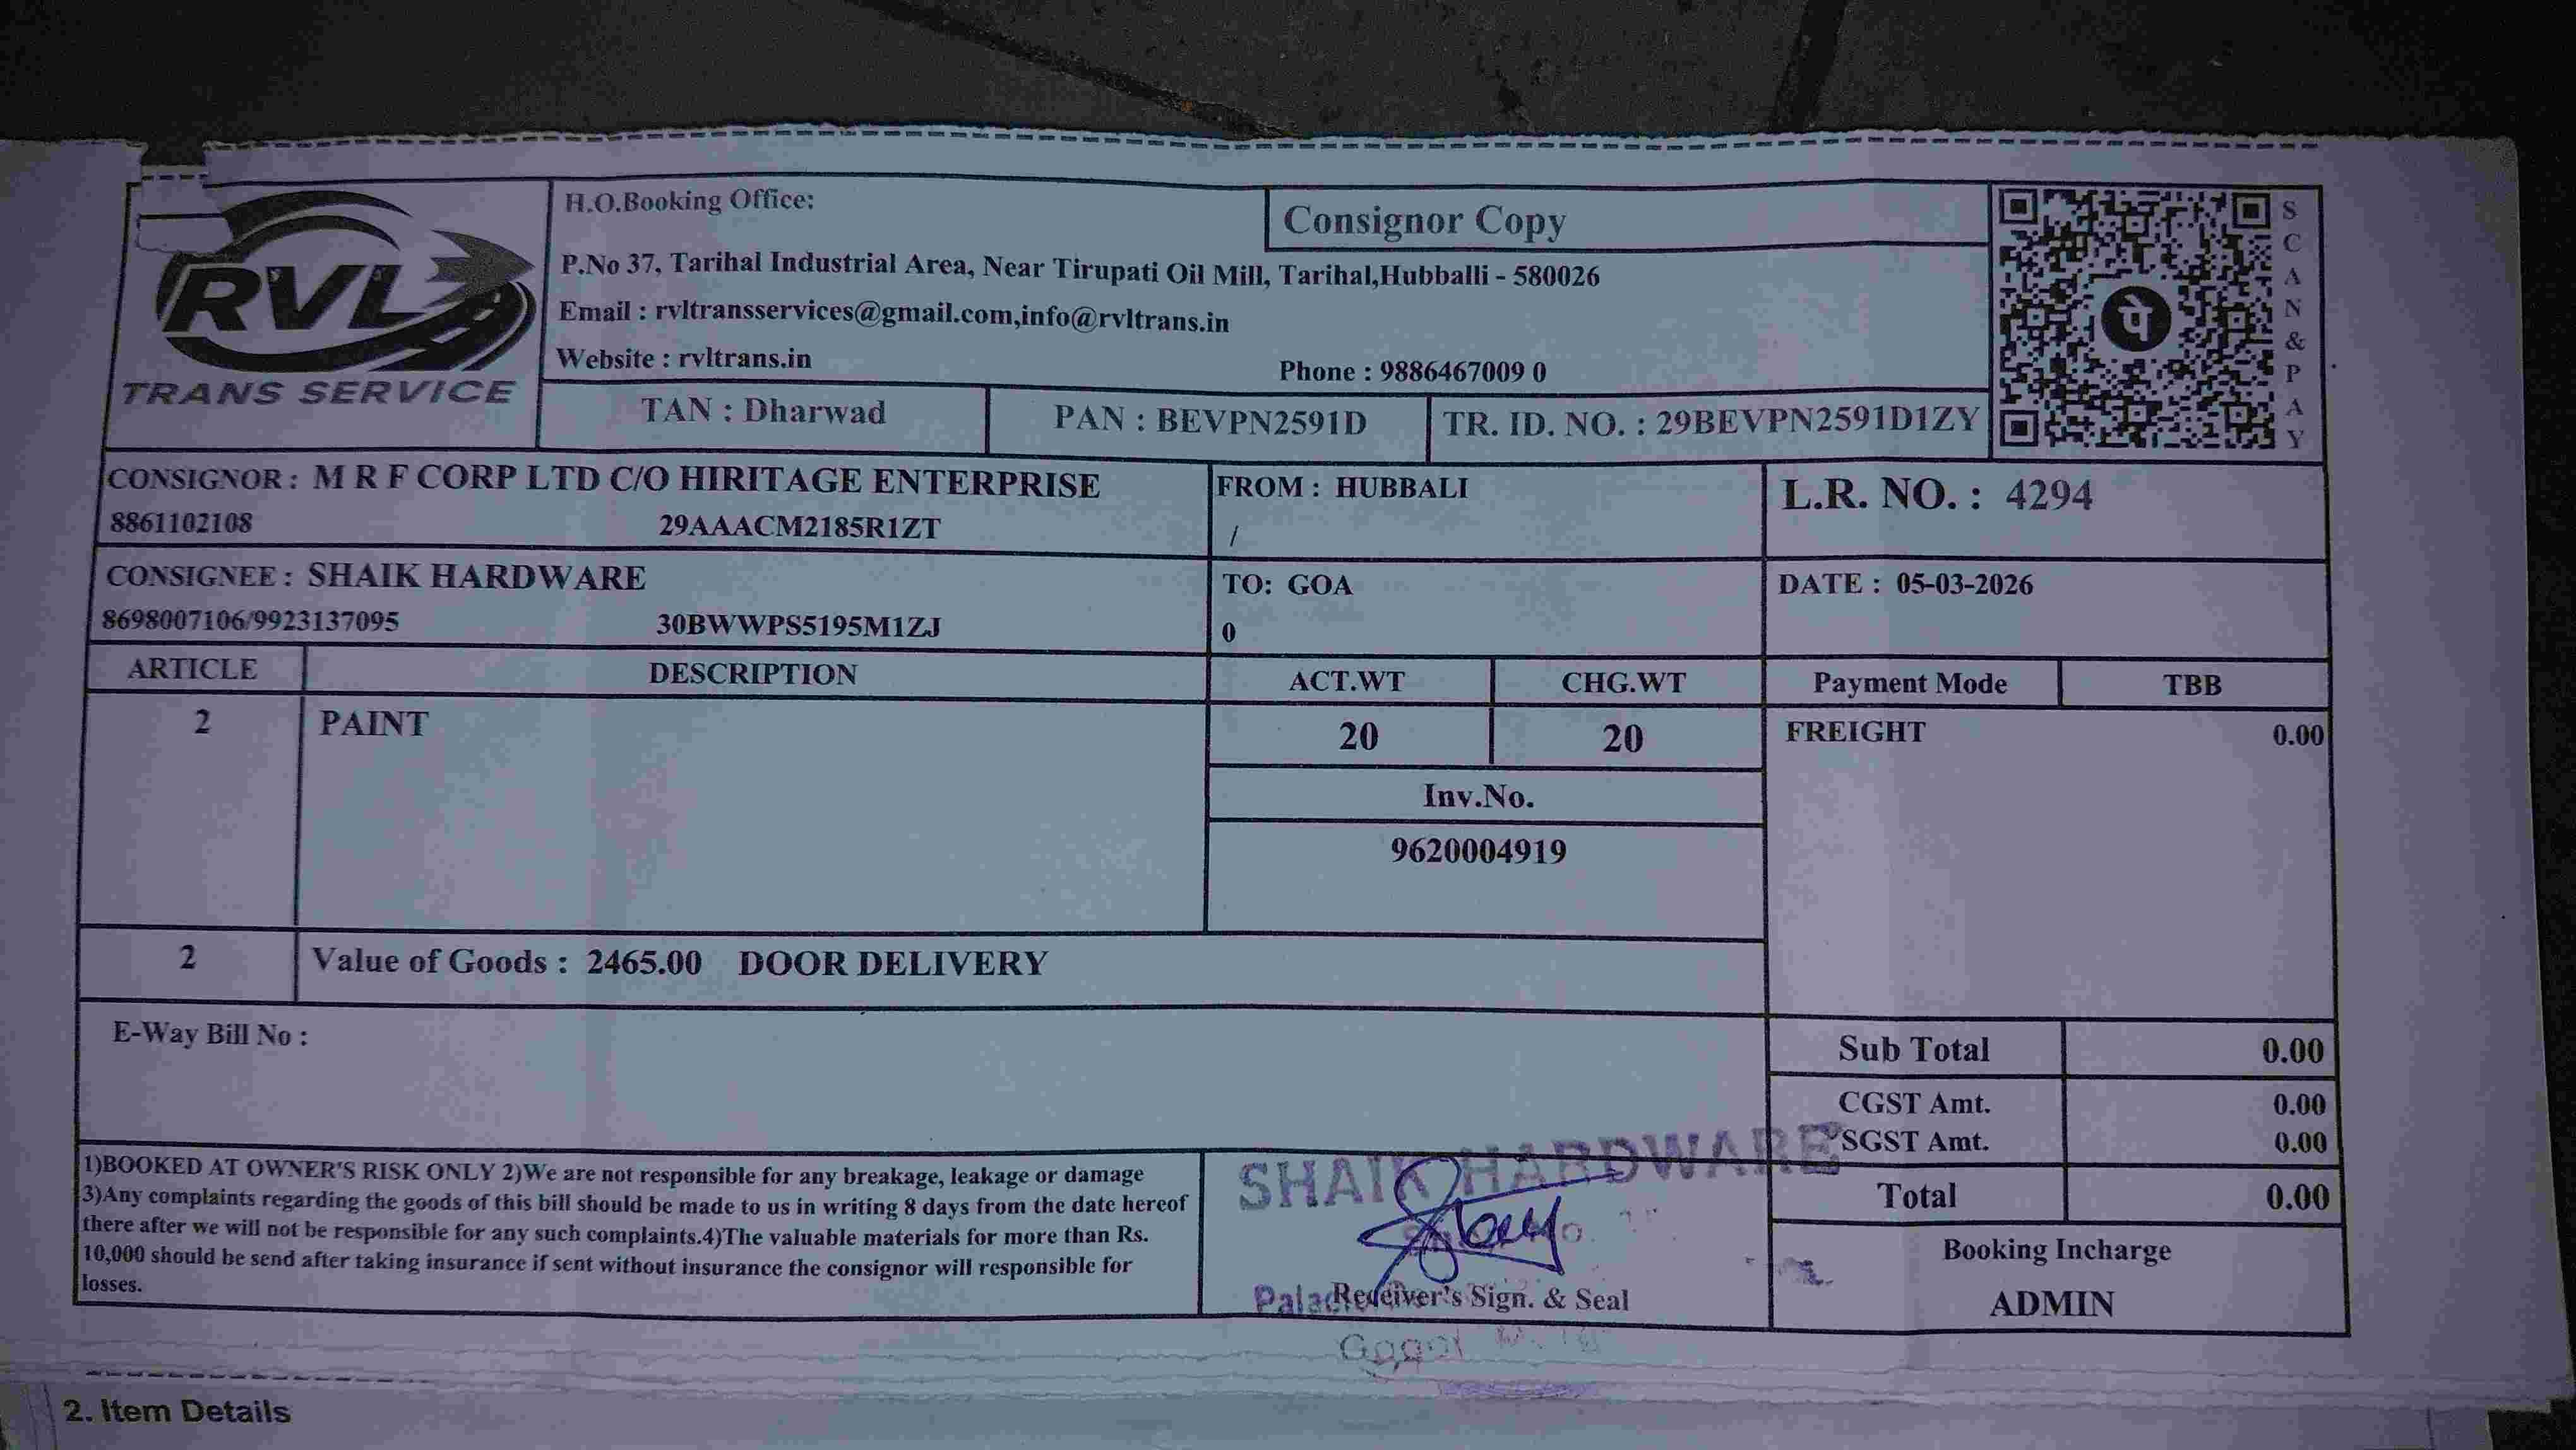 RVL
TRANS SERVICE
H.O.Booking Office:
Consignor Copy
P.No 37, Tarihal Industrial Area, Near Tirupati Oil Mill, Tarihal,Hubballi - 580026
Email : rvltransservices@gmail.com,info@rvltrans.in
Website : rvltrans.in
Phone : 9886467009 0
TAN : Dharwad
PAN : BEVPN2591D
TR. ID. NO. : 29BEVPN2591D1ZY
पे
SCAN&PAY
CONSIGNOR : M R F CORP LTD C/O HIRITAGE ENTERPRISE
8861102108 29AAACM2185R1ZT
FROM : HUBBALI
/
L.R. NO. : 4294
CONSIGNEE : SHAIK HARDWARE
8698007106/9923137095 30BWWPS5195M1ZJ
TO: GOA
0
DATE : 05-03-2026
ARTICLE DESCRIPTION ACT.WT CHG.WT Payment Mode TBB
2 PAINT 20 20 FREIGHT 0.00
Inv.No.
9620004919
2 Value of Goods : 2465.00 DOOR DELIVERY
E-Way Bill No :
Sub Total 0.00
CGST Amt. 0.00
SGST Amt. 0.00
Total 0.00
1)BOOKED AT OWNER'S RISK ONLY 2)We are not responsible for any breakage, leakage or damage
3)Any complaints regarding the goods of this bill should be made to us in writing 8 days from the date hereof
there after we will not be responsible for any such complaints.4)The valuable materials for more than Rs.
10,000 should be send after taking insurance if sent without insurance the consignor will responsible for
losses.
SHAIK HARDWARE
Receiver's Sign. & Seal
Booking Incharge
ADMIN
2. Item Details